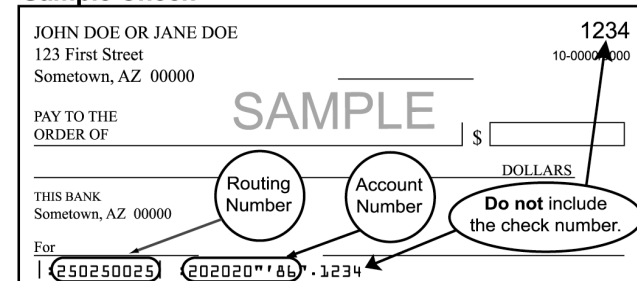 JOHN DOE OR JANE DOE
1234
123 First Street
10-0000/0000
Sometown, AZ 00000
SAMPLE
PAY TO THE
ORDER OF
$
DOLLARS
THIS BANK
Sometown, AZ 00000
Routing
Number
Account
Number
Do not include
the check number.
For
|:250250025| :202020"'86".1234